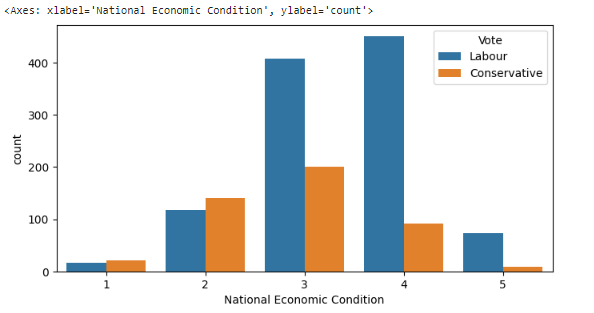 <Axes: xlabel='National Economic Condition', ylabel='count'>
Vote
Labour
Conservative
400
300
200
100
0
count
1 2 3 4 5
National Economic Condition